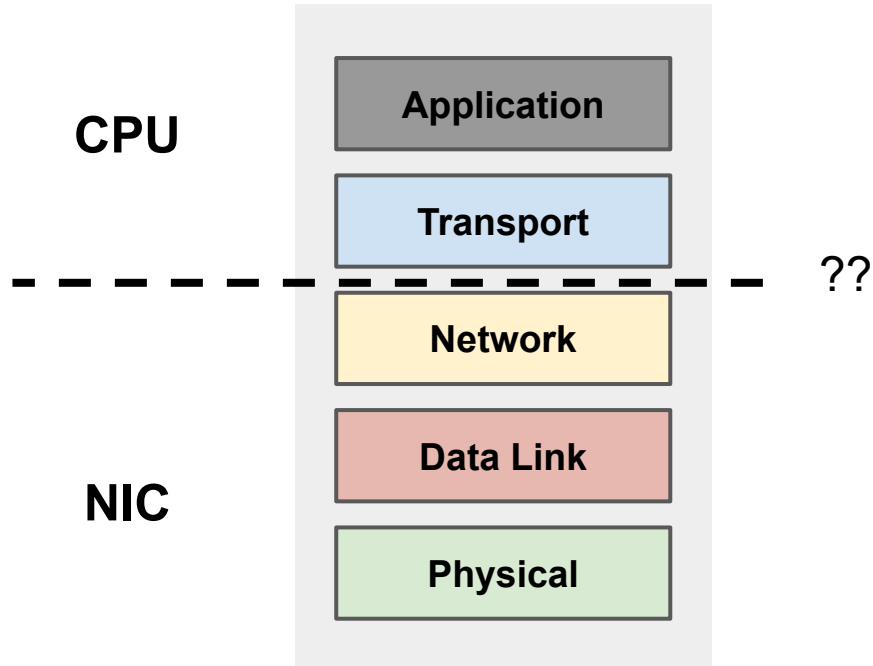 CPU
Application
Transport
??
Network
Data Link
NIC
Physical